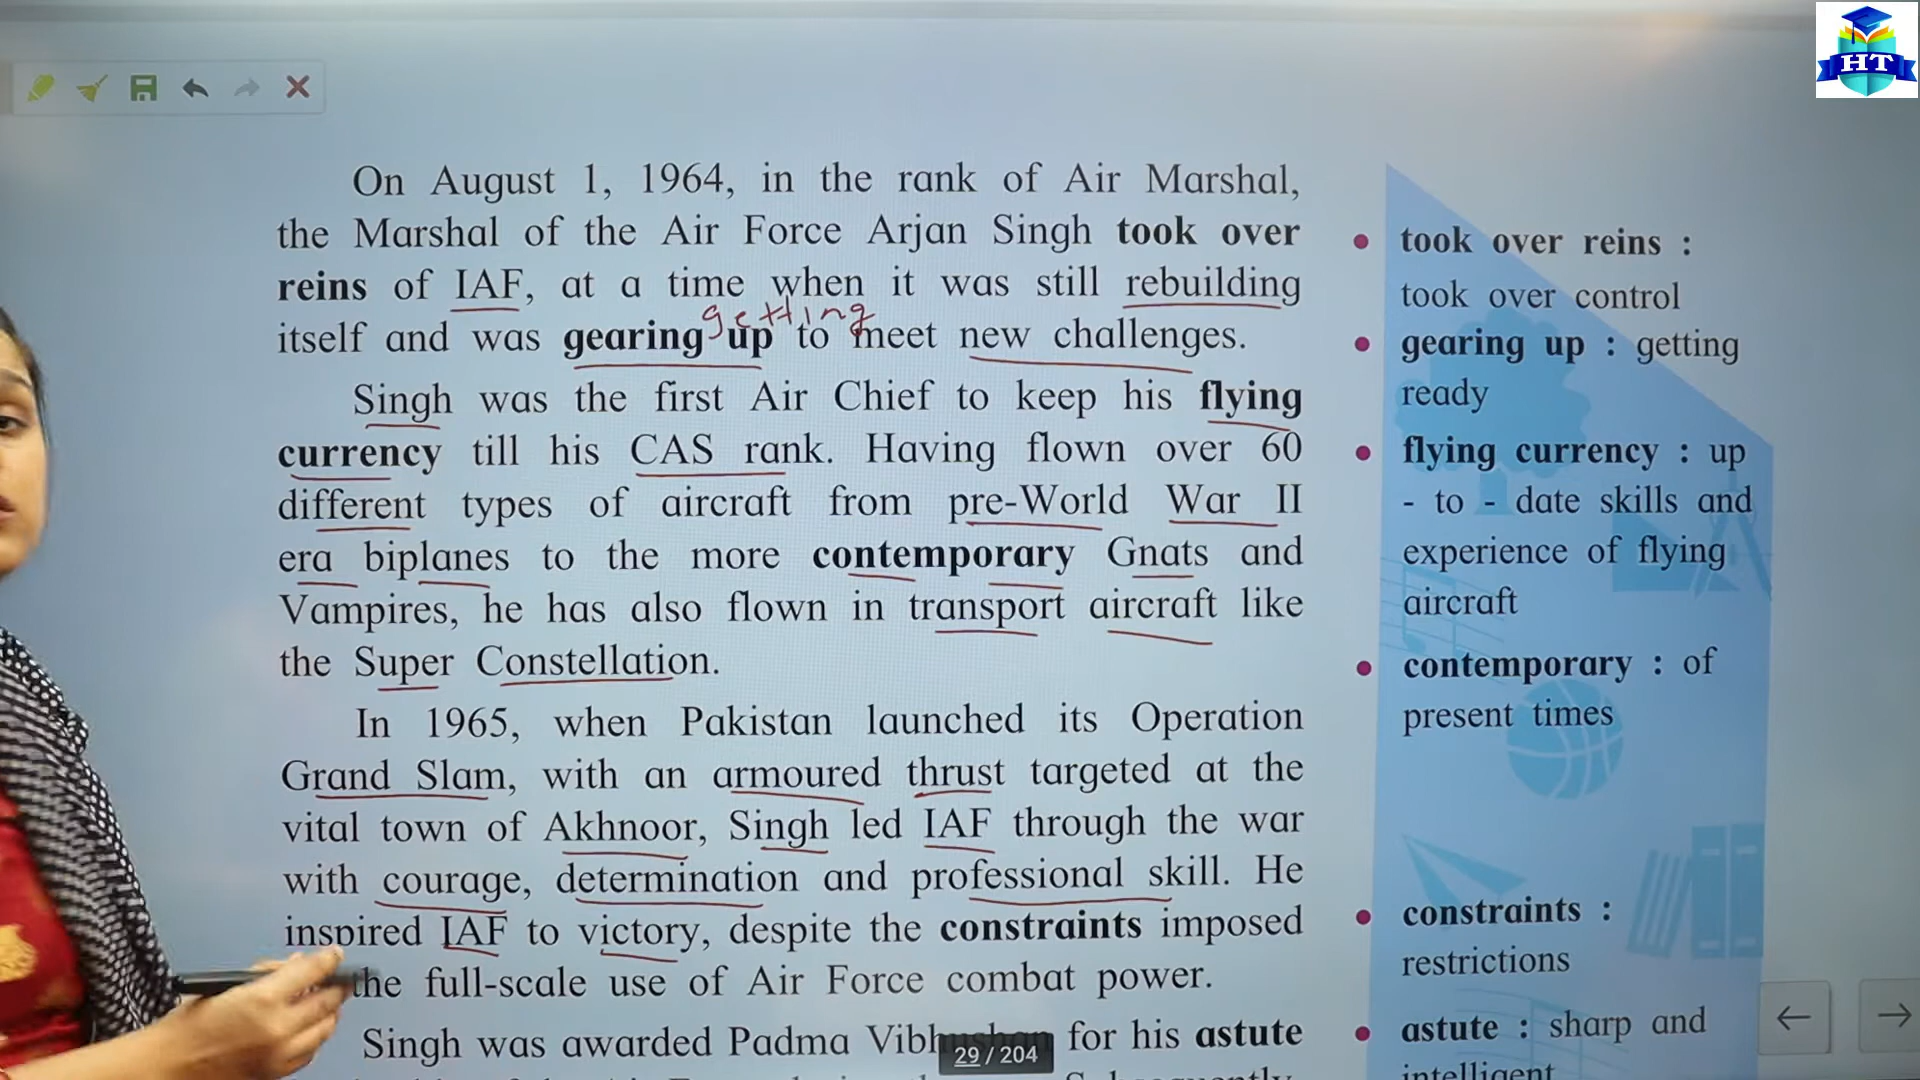 HT
On August 1, 1964, in the rank of Air Marshal,
the Marshal of the Air Force Arjan Singh took over
reins of IAF, at a time when it was still rebuilding
getting
itself and was gearing up to meet new challenges.
Singh was the first Air Chief to keep his flying
currency till his CAS rank. Having flown over 60
different types of aircraft from pre-World War II
era biplanes to the more contemporary Gnats and
Vampires, he has also flown in transport aircraft like
the Super Constellation.
In 1965, when Pakistan launched its Operation
Grand Slam, with an armoured thrust targeted at the
vital town of Akhnoor, Singh led IAF through the war
with courage, determination and professional skill. He
inspired IAF to victory, despite the constraints imposed
the full-scale use of Air Force combat power.
Singh was awarded Padma Vibhushan for his astute
Subsequently
took over reins :
took over control
gearing up : getting
ready
flying currency : up
- to - date skills and
experience of flying
aircraft
contemporary : of
present times
constraints :
restrictions
astute : sharp and
intelligent
29 / 204